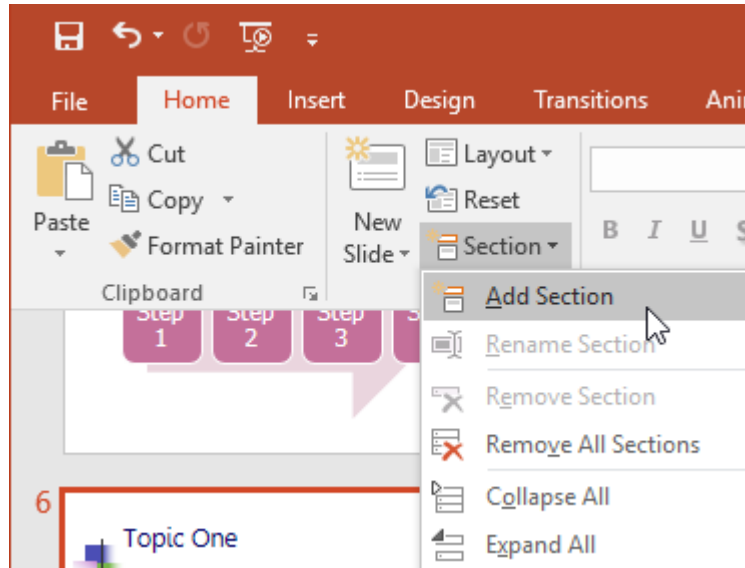 File Home Insert Design Transitions Ani
Cut
Copy
Format Painter
Paste
Clipboard
New
Slide
Layout
Reset
Section
B I U S
Add Section
Rename Section
Remove Section
Remove All Sections
Collapse All
Expand All
Step
1
Step
2
Step
3
6
Topic One